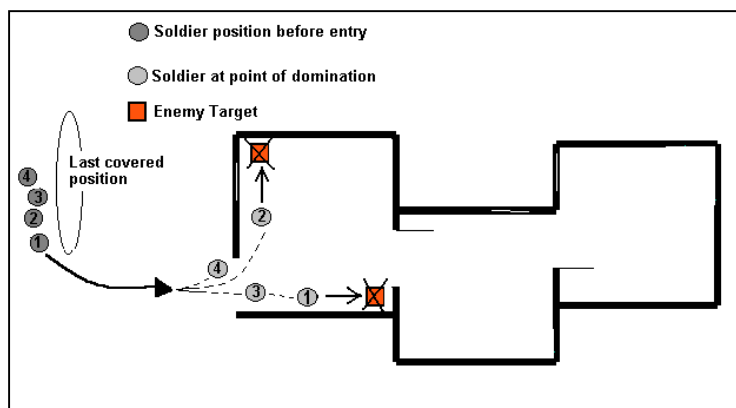 Soldier position before entry
Soldier at point of domination
Enemy Target
Last covered
position
4
3
2
1
2
4
3
1